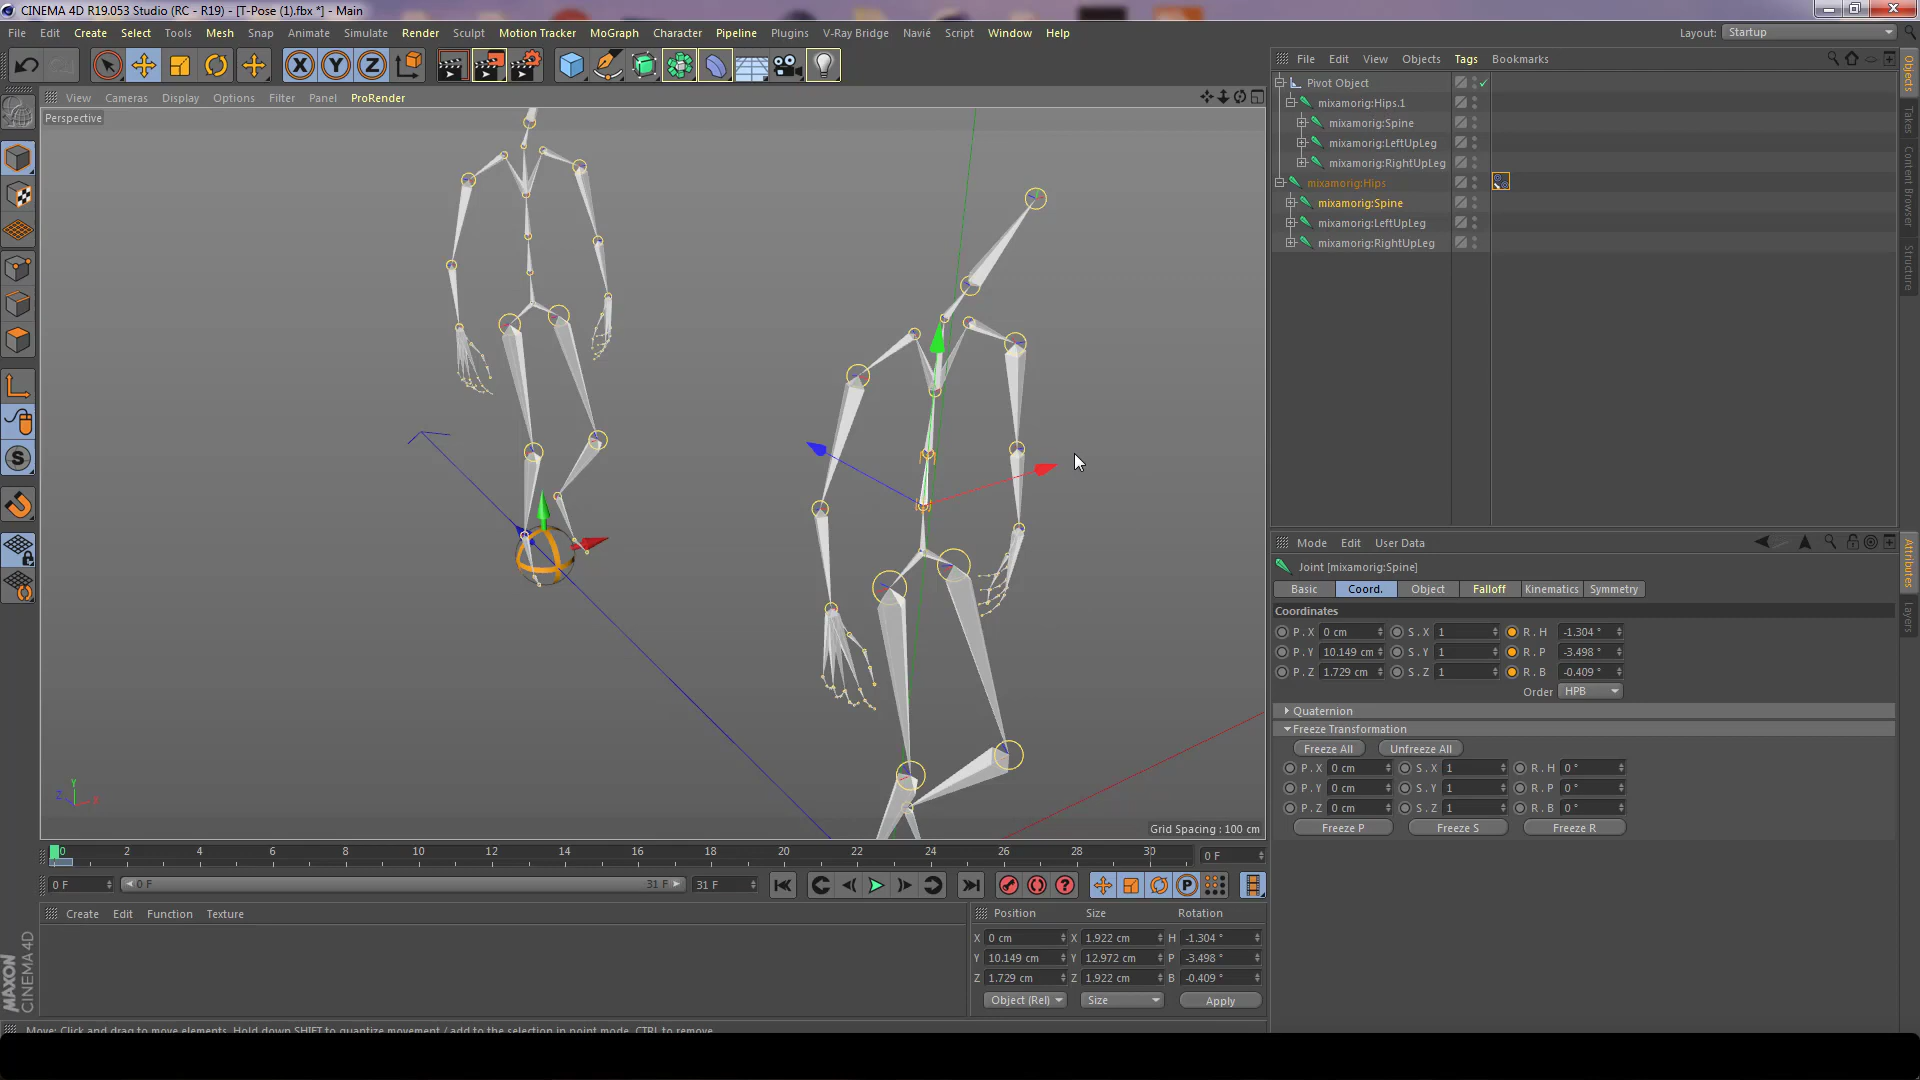 CINEMA 4D R19.053 Studio (RC - R19) - [T-Pose (1).fbx *] - Main
File Edit Create Select Tools Snap Animate Simulate Render Sculpt Motion Tracker MoGraph Character Pipeline Plugins V-Ray Bridge Navié Script Window Help
Layout: Startup
X Y Z
File Edit View Objects Tags Bookmarks
Pivot Object
mixamorig:Hips.1
mixamorig:Spine
mixamorig:LeftUpLeg
mixamorig:RightUpLeg
mixamorig:Hips
mixamorig:Spine
mixamorig:LeftUpLeg
mixamorig:RightUpLeg
Objects
Takes
Content Browser
Structure
View Cameras Display Options Filter Panel ProRender
Perspective
S
Y
Z X
Grid Spacing : 100 cm
Mode Edit User Data
Joint [mixamorig:Spine]
Basic Coord. Object Falloff Kinematics Symmetry
Coordinates
P . X 0 cm S . X 1 R . H -1.304 °
P . Y 10.149 cm S . Y 1 R . P -3.498 °
P . Z 1.729 cm S . Z 1 R . B -0.409 °
Order HPB
Quaternion
Freeze Transformation
Freeze All Unfreeze All
P . X 0 cm S . X 1 R . H 0 °
P . Y 0 cm S . Y 1 R . P 0 °
P . Z 0 cm S . Z 1 R . B 0 °
Freeze P Freeze S Freeze R
Attributes
Layers
0 2 4 6 8 10 12 14 16 18 20 22 24 26 28 30 0 F
0 F 0 F 31 F 31 F
P
Create Edit Function Texture
Position Size Rotation
X 0 cm X 1.922 cm H -1.304 °
Y 10.149 cm Y 12.972 cm P -3.498 °
Z 1.729 cm Z 1.922 cm B -0.409 °
Object (Rel) Size Apply
MAXON
CINEMA 4D
Move: Click and drag to move elements. Hold down SHIFT to quantize movement / add to the selection in point mode, CTRL to remove.